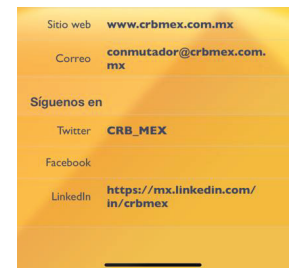 Sitio web www.crbmex.com.mx
Correo conmutador@crbmex.com.
mx
Síguenos en
Twitter CRB_MEX
Facebook
LinkedIn https://mx.linkedin.com/
in/crbmex